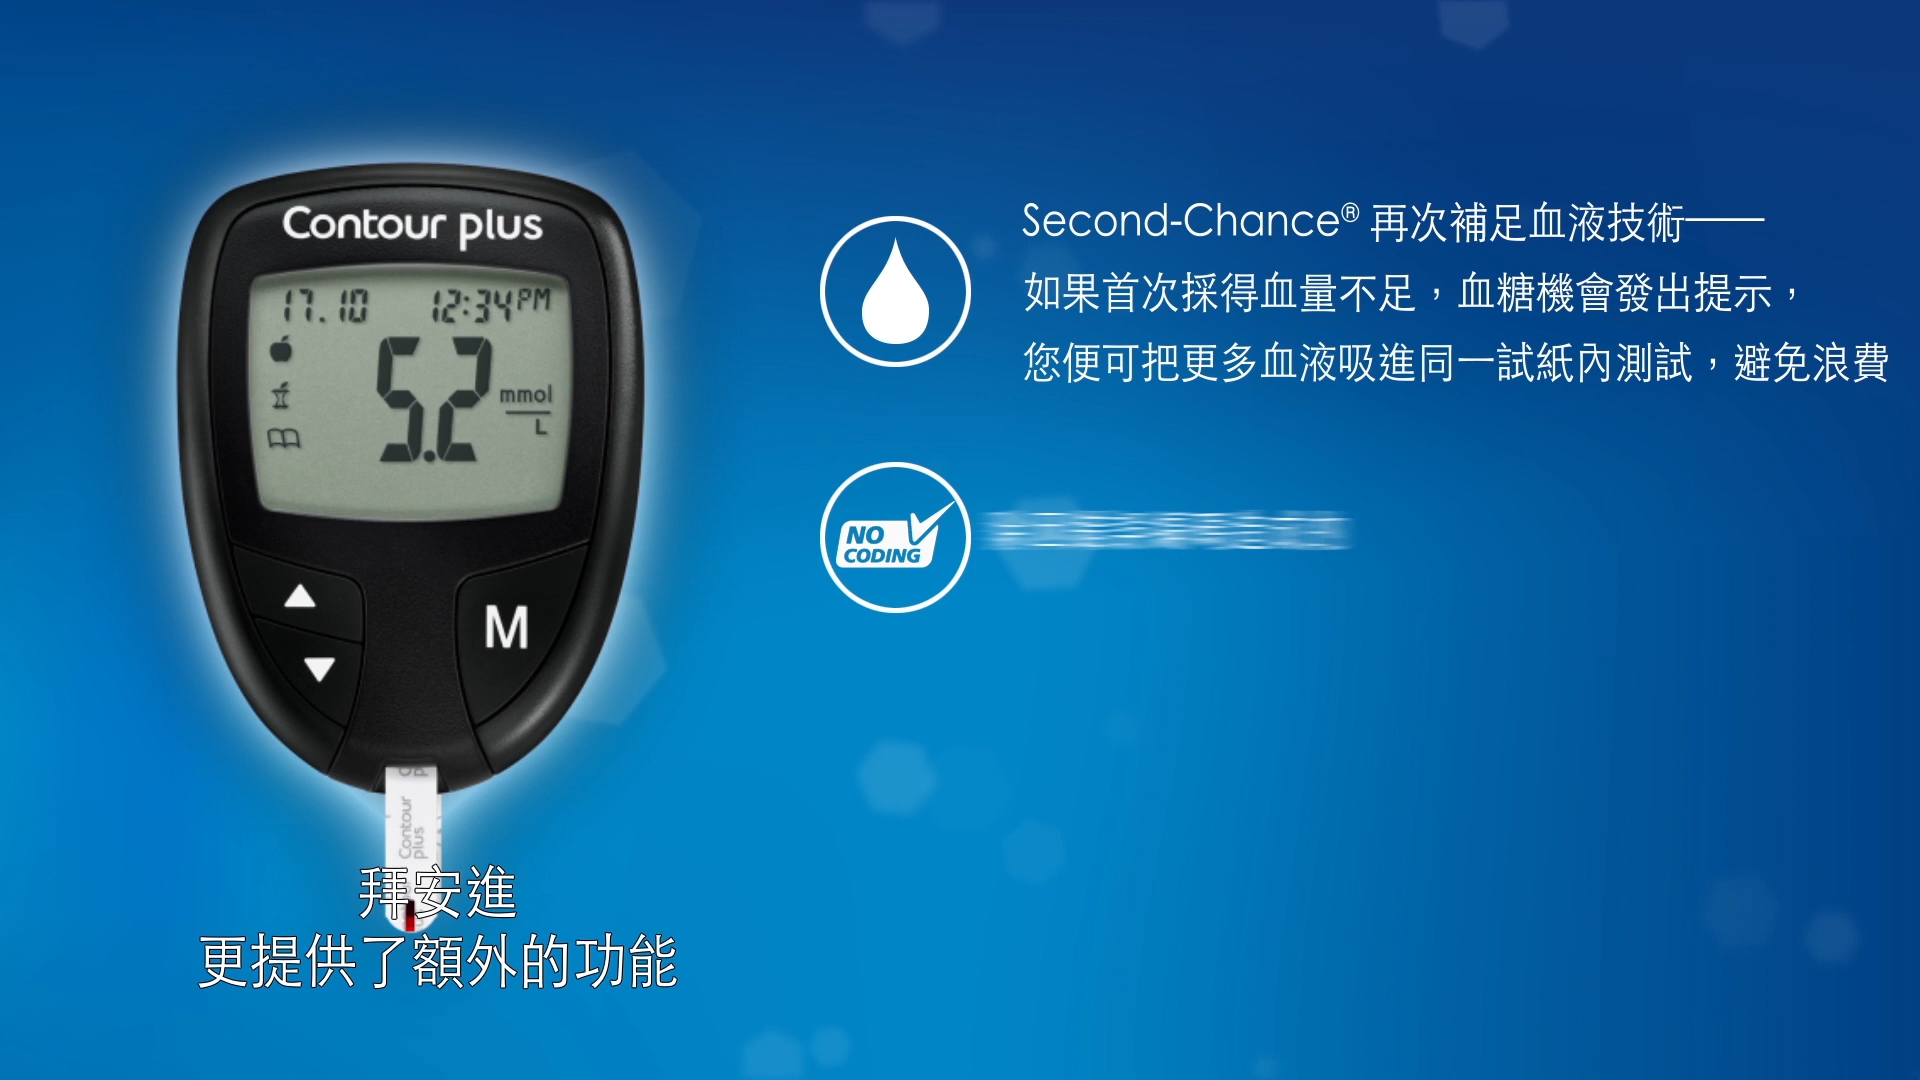 Contour plus
17.10 12:34PM
5.2 mmol
L
M
Contour
plus
Second-Chance® 再次補足血液技術——
如果首次採得血量不足，血糖機會發出提示，
您便可把更多血液吸進同一試紙內測試，避免浪費
NO
CODING
拜安進
更提供了額外的功能